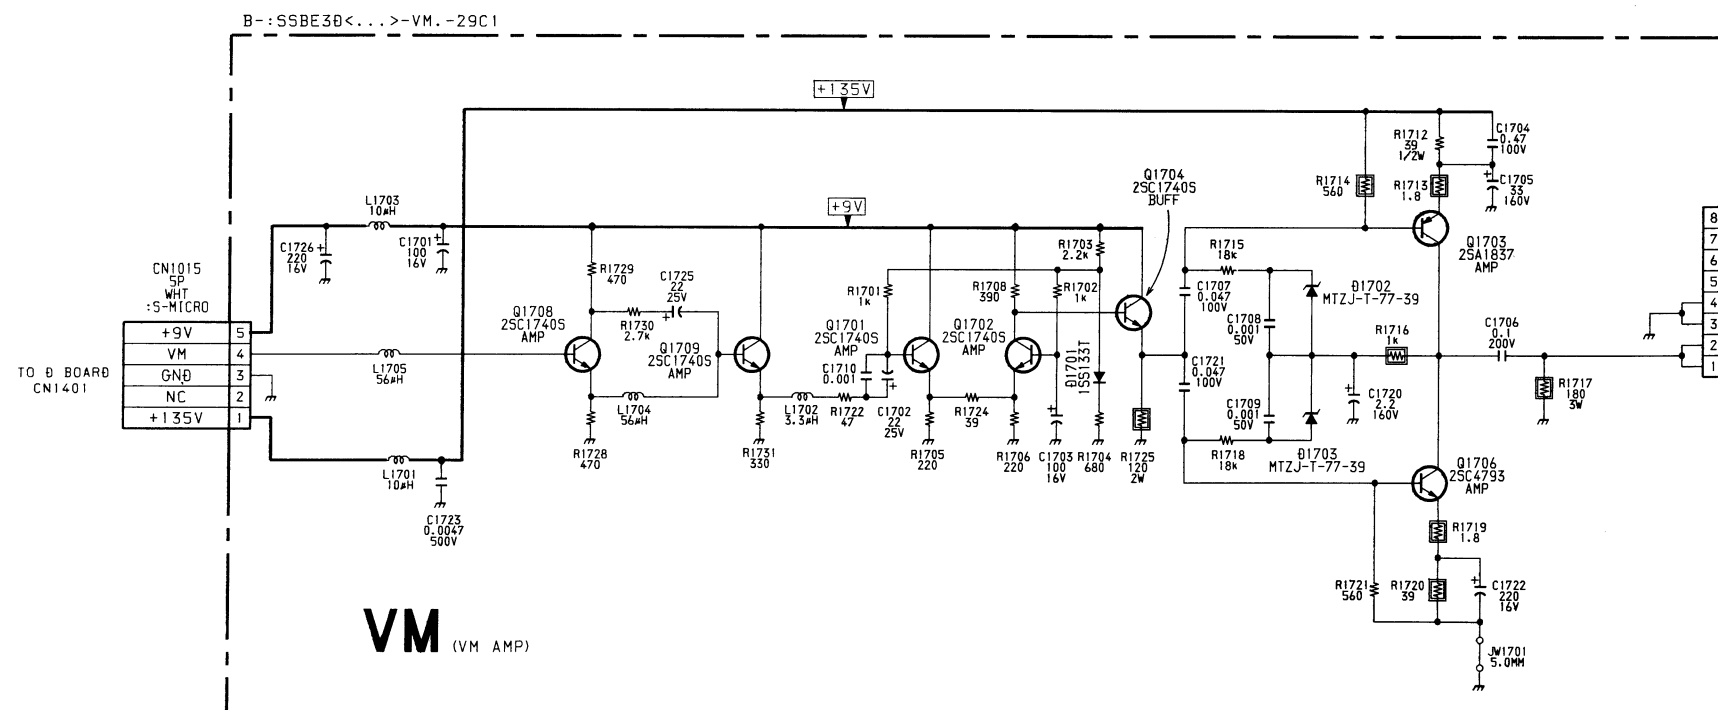 B-:SSBE3D<...>-VM.-29C1
+135V
R1712
39
1/2W
C1704
0.47
100V
Q1704
2SC1740S
BUFF
R1714
560
R1713
1.8
C1705
33
160V
L1703
10µH
+9V
C1726
220
16V
C1701
100
16V
R1703
2.2k
R1715
18k
Q1703
2SA1837
AMP
8
7
6
5
4
3
2
1
CN1015
5P
WHT
:S-MICRO
R1729
470
C1725
22
25V
R1701
1k
R1708
390
R1702
1k
C1707
0.047
100V
D1702
MTZJ-T-77-39
Q1708
2SC1740S
AMP
R1730
2.7k
Q1709
2SC1740S
AMP
Q1701
2SC1740S
AMP
Q1702
2SC1740S
AMP
C1708
0.001
50V
R1716
1k
C1706
0.1
200V
+9V 5
VM 4
GND 3
NC 2
+135V 1
TO D BOARD
CN1401
L1705
56µH
C1710
0.001
D1701
1SS133T
C1721
0.047
100V
C1720
2.2
160V
R1717
180
3W
L1704
56µH
L1702
3.3µH
R1722
47
C1702
22
25V
R1724
39
C1709
0.001
50V
R1728
470
R1731
330
R1705
220
R1706
220
C1703
100
16V
R1704
680
R1725
120
2W
R1718
18k
D1703
MTZJ-T-77-39
L1701
10µH
Q1706
2SC4793
AMP
C1723
0.0047
500V
R1719
1.8
R1721
560
R1720
39
C1722
220
16V
VM (VM AMP)
JW1701
5.0MM